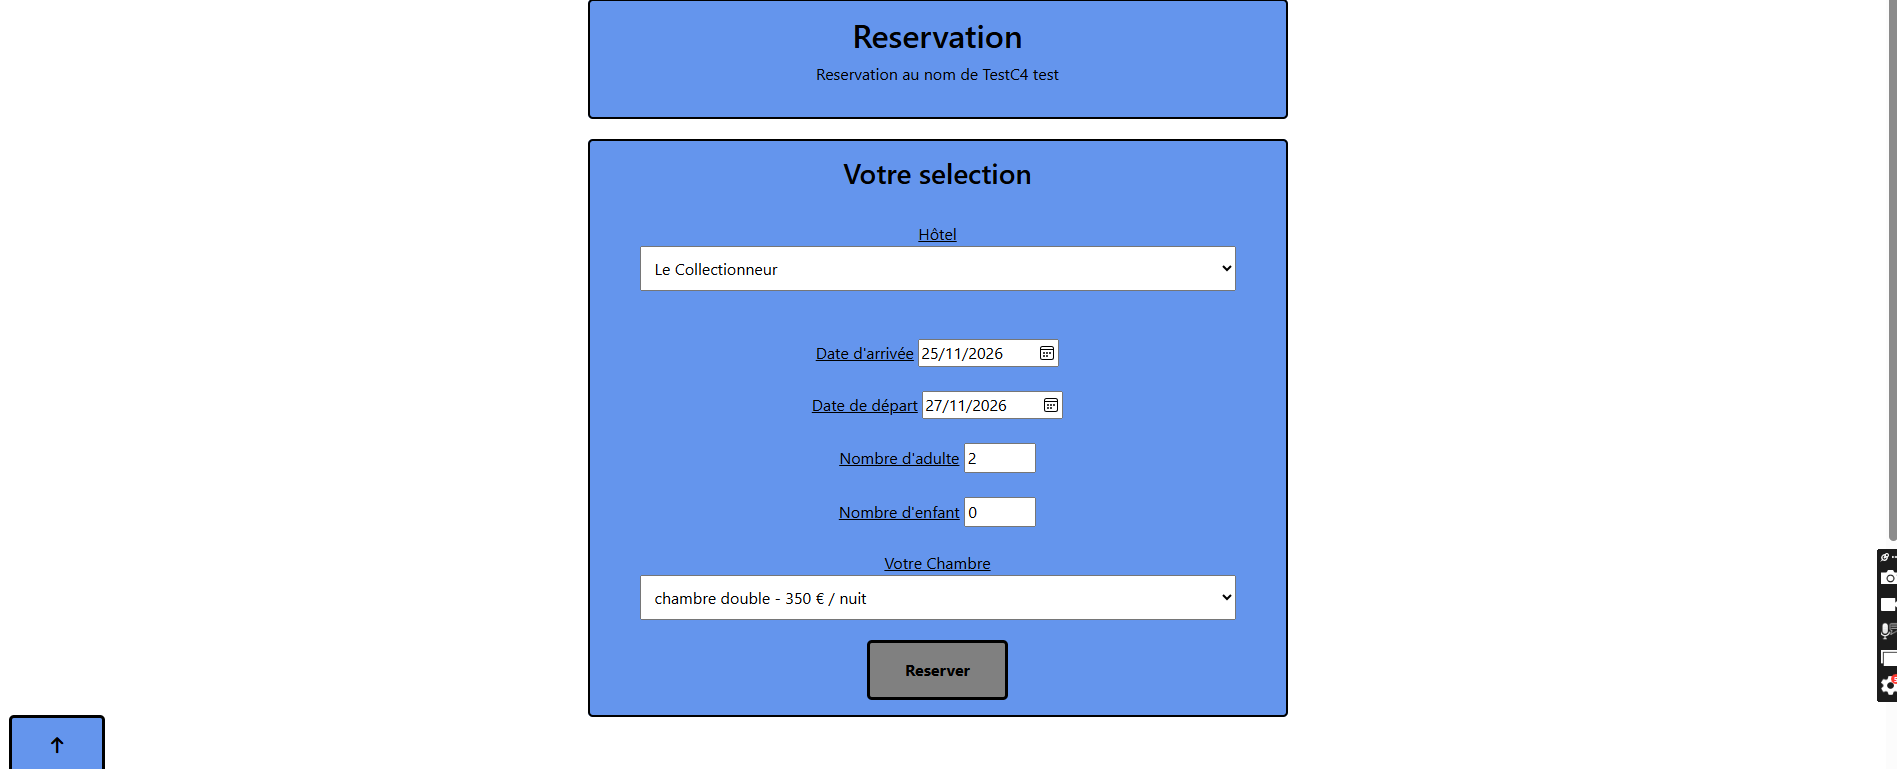 Reservation
Reservation au nom de TestC4 test
Votre selection
Hôtel
Le Collectionneur
Date d'arrivée 25/11/2026
Date de départ 27/11/2026
Nombre d'adulte 2
Nombre d'enfant 0
Votre Chambre
chambre double - 350 € / nuit
Reserver